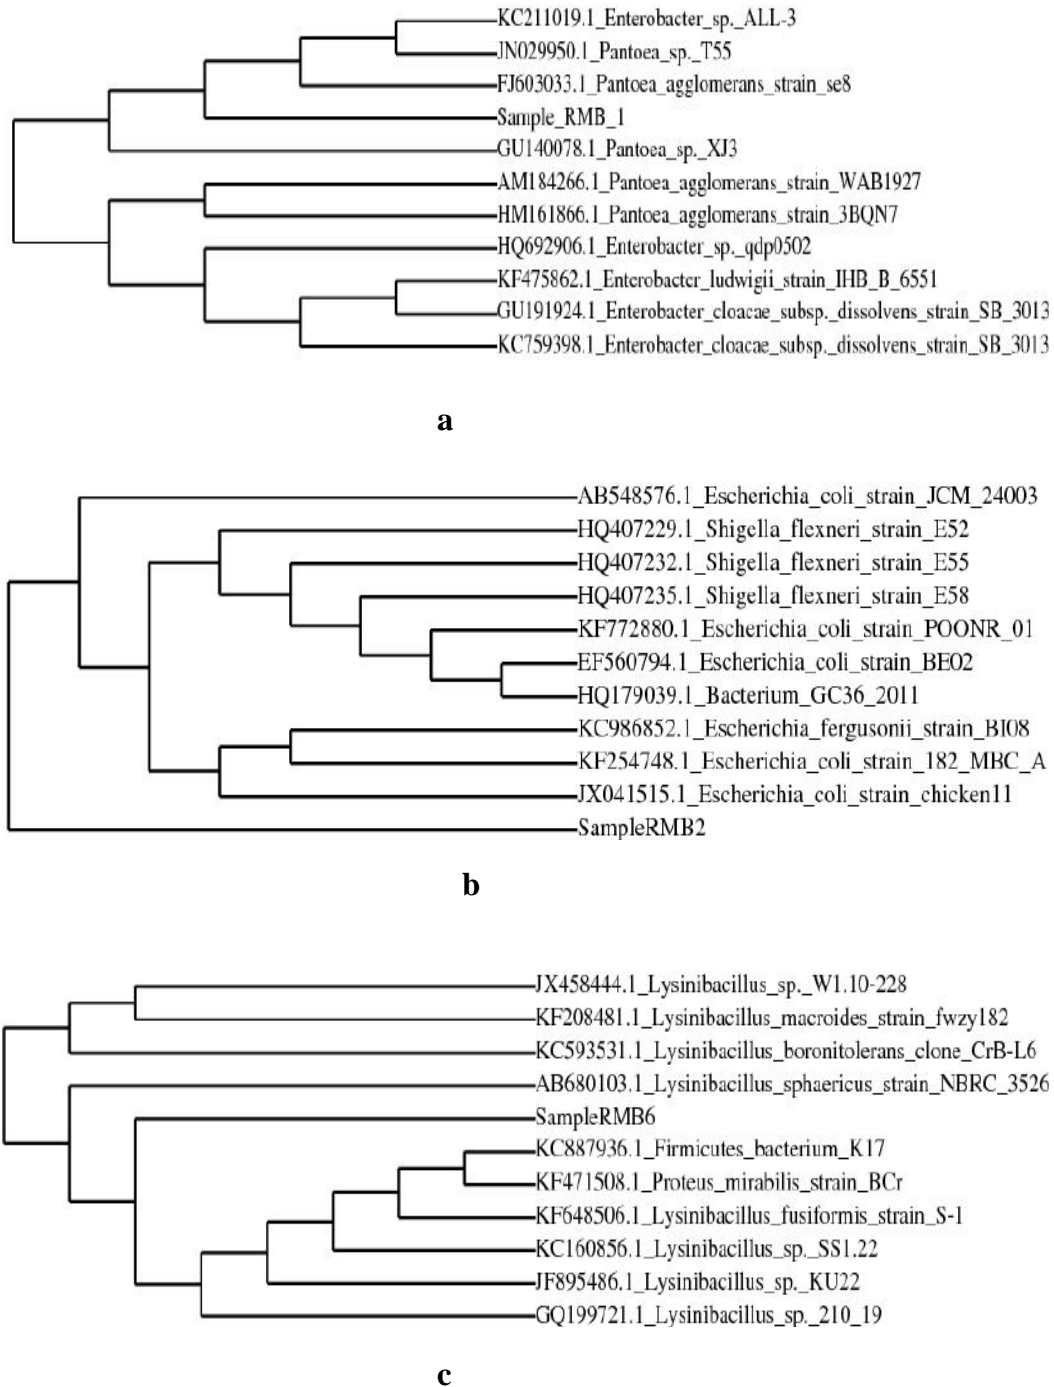 KC211019.1_Enterobacter_sp._ALL-3
JN029950.1_Pantoea_sp._T55
FJ603033.1_Pantoea_agglomerans_strain_se8
Sample_RMB_1
GU140078.1_Pantoea_sp._XJ3
AM184266.1_Pantoea_agglomerans_strain_WAB1927
HM161866.1_Pantoea_agglomerans_strain_3BQN7
HQ692906.1_Enterobacter_sp._qdp0502
KF475862.1_Enterobacter_ludwigii_strain_IHB_B_6551
GU191924.1_Enterobacter_cloacae_subsp._dissolvens_strain_SB_3013
KC759398.1_Enterobacter_cloacae_subsp._dissolvens_strain_SB_3013
a
AB548576.1_Escherichia_coli_strain_JCM_24003
HQ407229.1_Shigella_flexneri_strain_E52
HQ407232.1_Shigella_flexneri_strain_E55
HQ407235.1_Shigella_flexneri_strain_E58
KF772880.1_Escherichia_coli_strain_POONR_01
EF560794.1_Escherichia_coli_strain_BEO2
HQ179039.1_Bacterium_GC36_2011
KC986852.1_Escherichia_fergusonii_strain_BI08
KF254748.1_Escherichia_coli_strain_182_MBC_A
JX041515.1_Escherichia_coli_strain_chicken11
SampleRMB2
b
JX458444.1_Lysinibacillus_sp._W1.10-228
KF208481.1_Lysinibacillus_macroides_strain_fwzy182
KC593531.1_Lysinibacillus_boronitolerans_clone_CrB-L6
AB680103.1_Lysinibacillus_sphaericus_strain_NBRC_3526
SampleRMB6
KC887936.1_Firmicutes_bacterium_K17
KF471508.1_Proteus_mirabilis_strain_BCr
KF648506.1_Lysinibacillus_fusiformis_strain_S-1
KC160856.1_Lysinibacillus_sp._SS1.22
JF895486.1_Lysinibacillus_sp._KU22
GQ199721.1_Lysinibacillus_sp._210_19
c